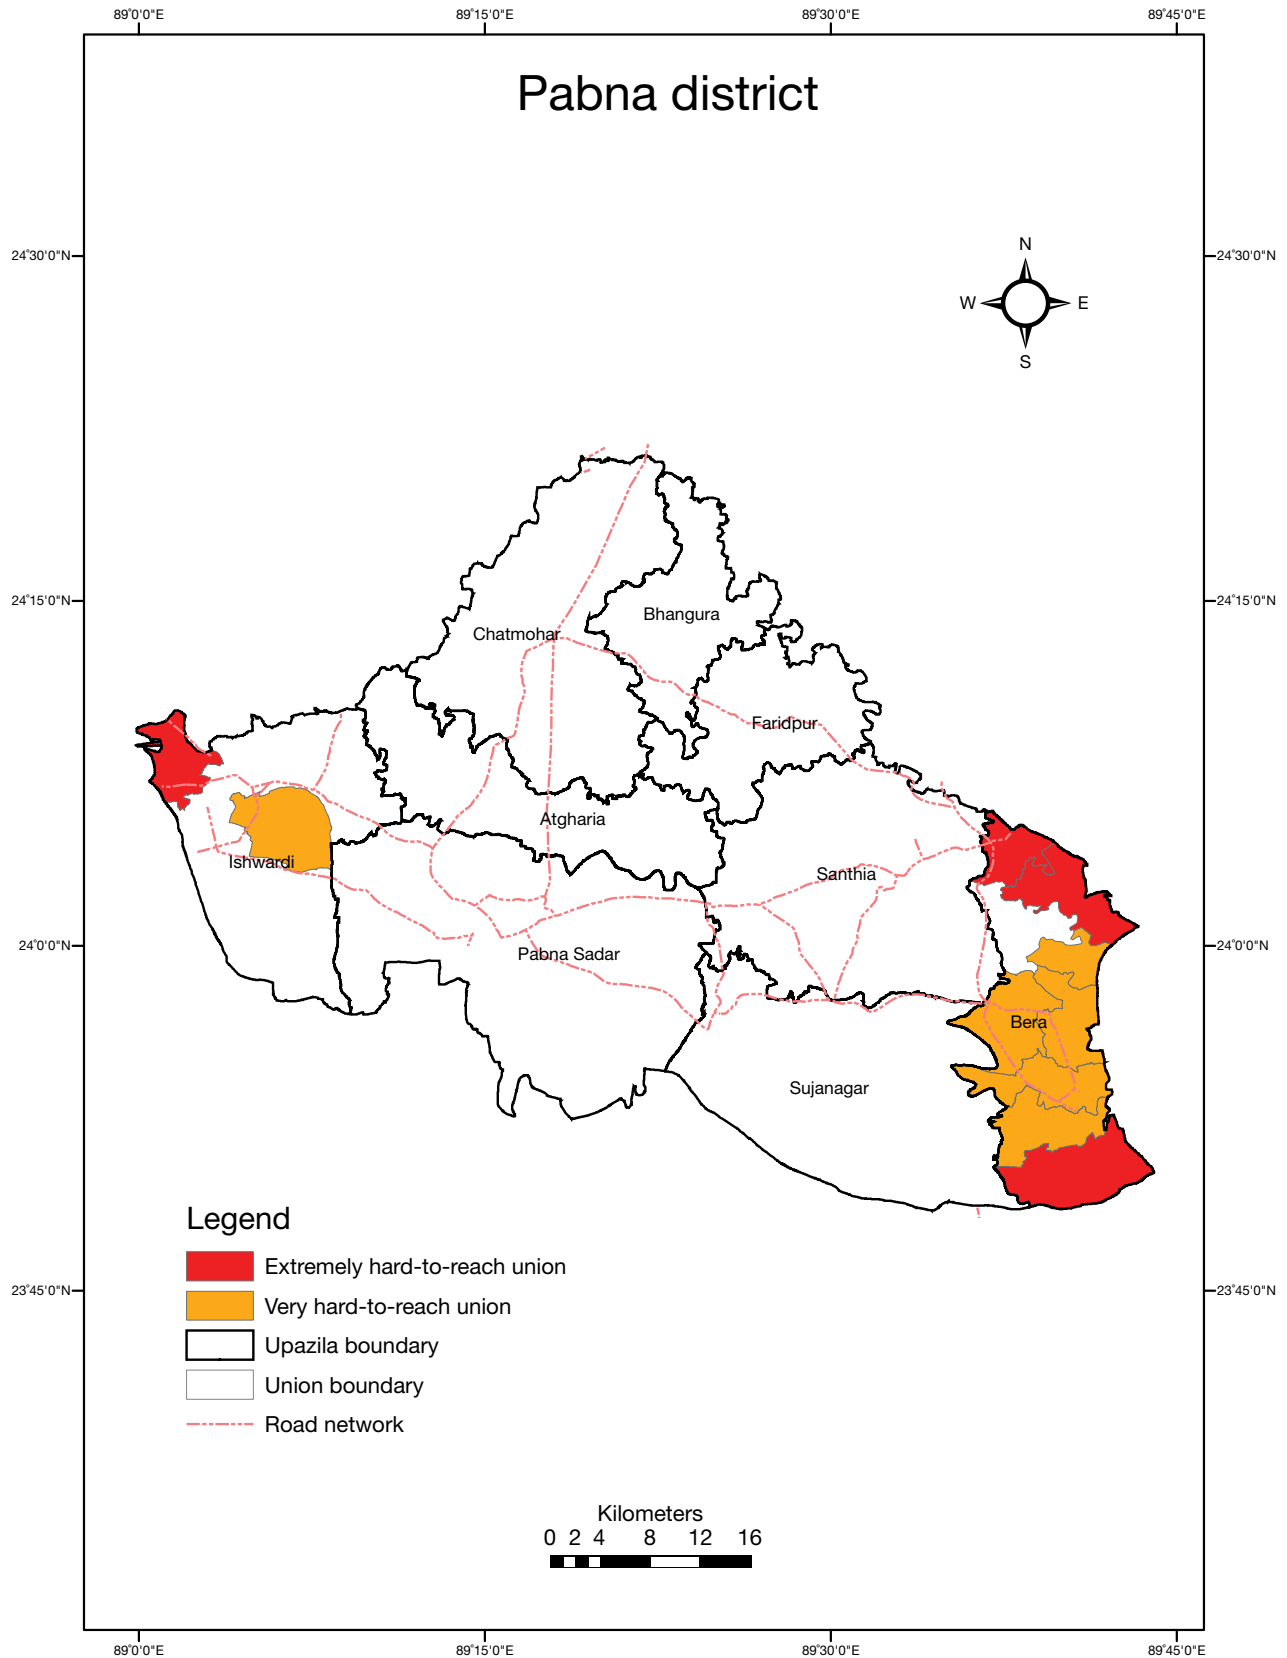 89°0'0"E 89°15'0"E 89°30'0"E 89°45'0"E
Pabna district
N
24°30'0"N 24°30'0"N
W E
S
24°15'0"N 24°15'0"N
Bhangura
Chatmohar
Faridpur
Atgharia
Ishwardi
Santhia
24°0'0"N 24°0'0"N
Pabna Sadar
Bera
Sujanagar
Legend
Extremely hard-to-reach union
23°45'0"N 23°45'0"N
Very hard-to-reach union
Upazila boundary
Union boundary
Road network
Kilometers
0 2 4 8 12 16
89°0'0"E 89°15'0"E 89°30'0"E 89°45'0"E